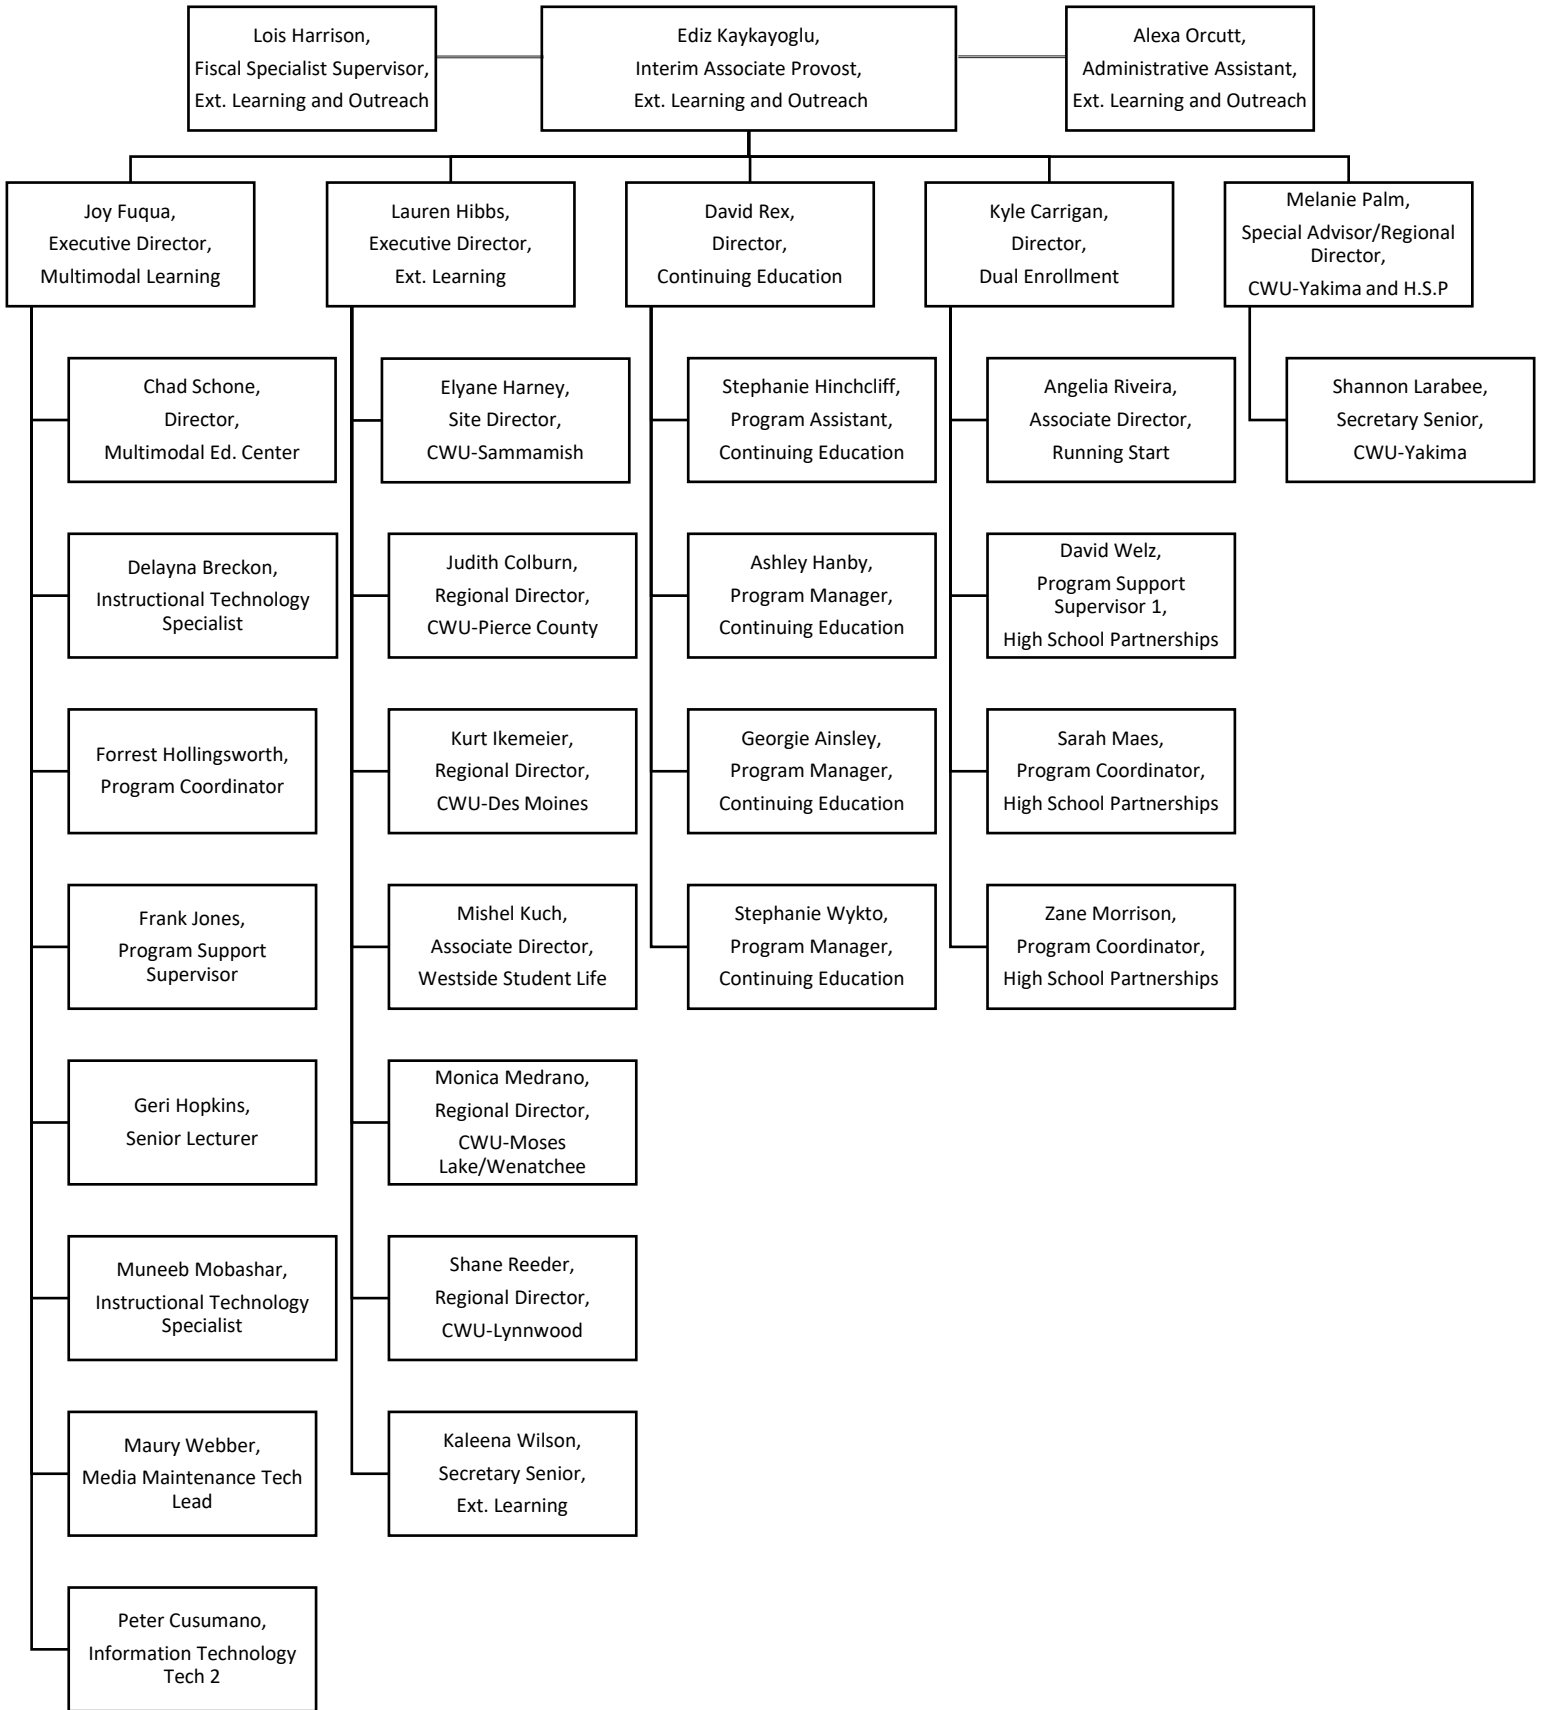 Lois Harrison,
Fiscal Specialist Supervisor,
Ext. Learning and Outreach
Ediz Kaykayoglu,
Interim Associate Provost,
Ext. Learning and Outreach
Alexa Orcutt,
Administrative Assistant,
Ext. Learning and Outreach
Joy Fuqua,
Executive Director,
Multimodal Learning
Lauren Hibbs,
Executive Director,
Ext. Learning
David Rex,
Director,
Continuing Education
Kyle Carrigan,
Director,
Dual Enrollment
Melanie Palm,
Special Advisor/Regional
Director,
CWU-Yakima and H.S.P
Chad Schone,
Director,
Multimodal Ed. Center
Elyane Harney,
Site Director,
CWU-Sammamish
Stephanie Hinchcliff,
Program Assistant,
Continuing Education
Angelia Riveira,
Associate Director,
Running Start
Shannon Larabee,
Secretary Senior,
CWU-Yakima
Delayna Breckon,
Instructional Technology
Specialist
Judith Colburn,
Regional Director,
CWU-Pierce County
Ashley Hanby,
Program Manager,
Continuing Education
David Welz,
Program Support
Supervisor 1,
High School Partnerships
Forrest Hollingsworth,
Program Coordinator
Kurt Ikemeier,
Regional Director,
CWU-Des Moines
Georgie Ainsley,
Program Manager,
Continuing Education
Sarah Maes,
Program Coordinator,
High School Partnerships
Frank Jones,
Program Support
Supervisor
Mishel Kuch,
Associate Director,
Westside Student Life
Stephanie Wykto,
Program Manager,
Continuing Education
Zane Morrison,
Program Coordinator,
High School Partnerships
Geri Hopkins,
Senior Lecturer
Monica Medrano,
Regional Director,
CWU-Moses
Lake/Wenatchee
Muneeb Mobashar,
Instructional Technology
Specialist
Shane Reeder,
Regional Director,
CWU-Lynnwood
Maury Webber,
Media Maintenance Tech
Lead
Kaleena Wilson,
Secretary Senior,
Ext. Learning
Peter Cusumano,
Information Technology
Tech 2